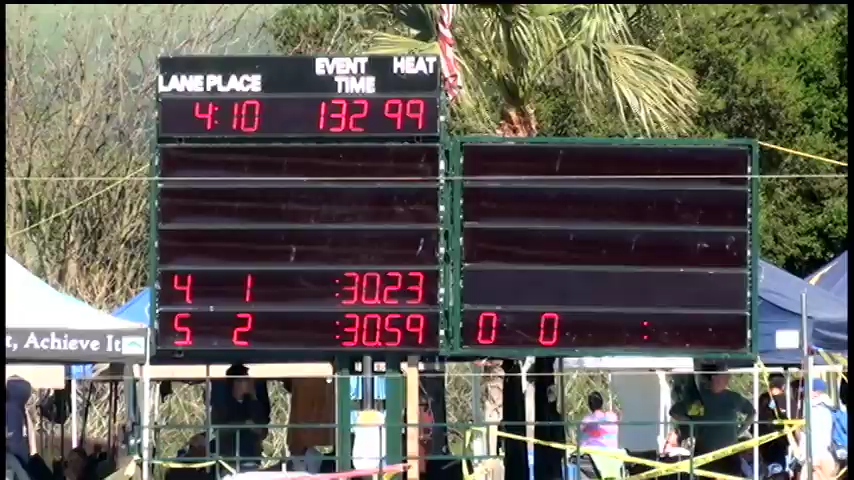 LANE PLACE EVENT TIME HEAT
4:10 132 99
4 1 :30.23
5 2 :30.59
0 0 :
t, Achieve It